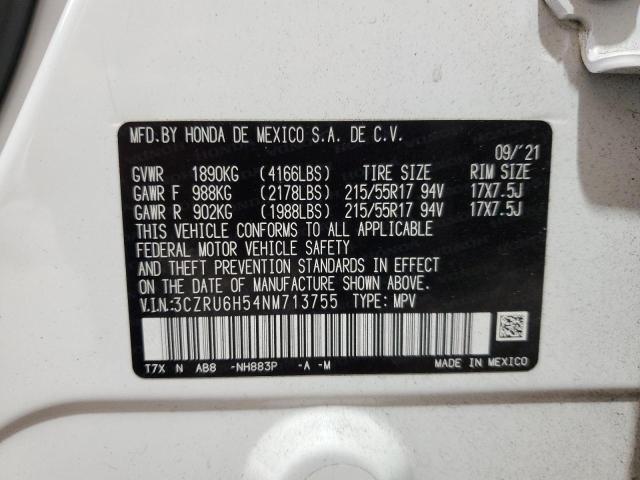 MFD.BY HONDA DE MEXICO S.A. DE C.V.
09/'21
GVWR 1890KG (4166LBS) TIRE SIZE RIM SIZE
GAWR F 988KG (2178LBS) 215/55R17 94V 17X7.5J
GAWR R 902KG (1988LBS) 215/55R17 94V 17X7.5J
THIS VEHICLE CONFORMS TO ALL APPLICABLE
FEDERAL MOTOR VEHICLE SAFETY
AND THEFT PREVENTION STANDARDS IN EFFECT
ON THE DATE OF MANUFACTURE SHOWN ABOVE.
V.I.N.:3CZRU6H54NM713755 TYPE: MPV
T7X N AB8 -NH883P -A -M MADE IN MEXICO